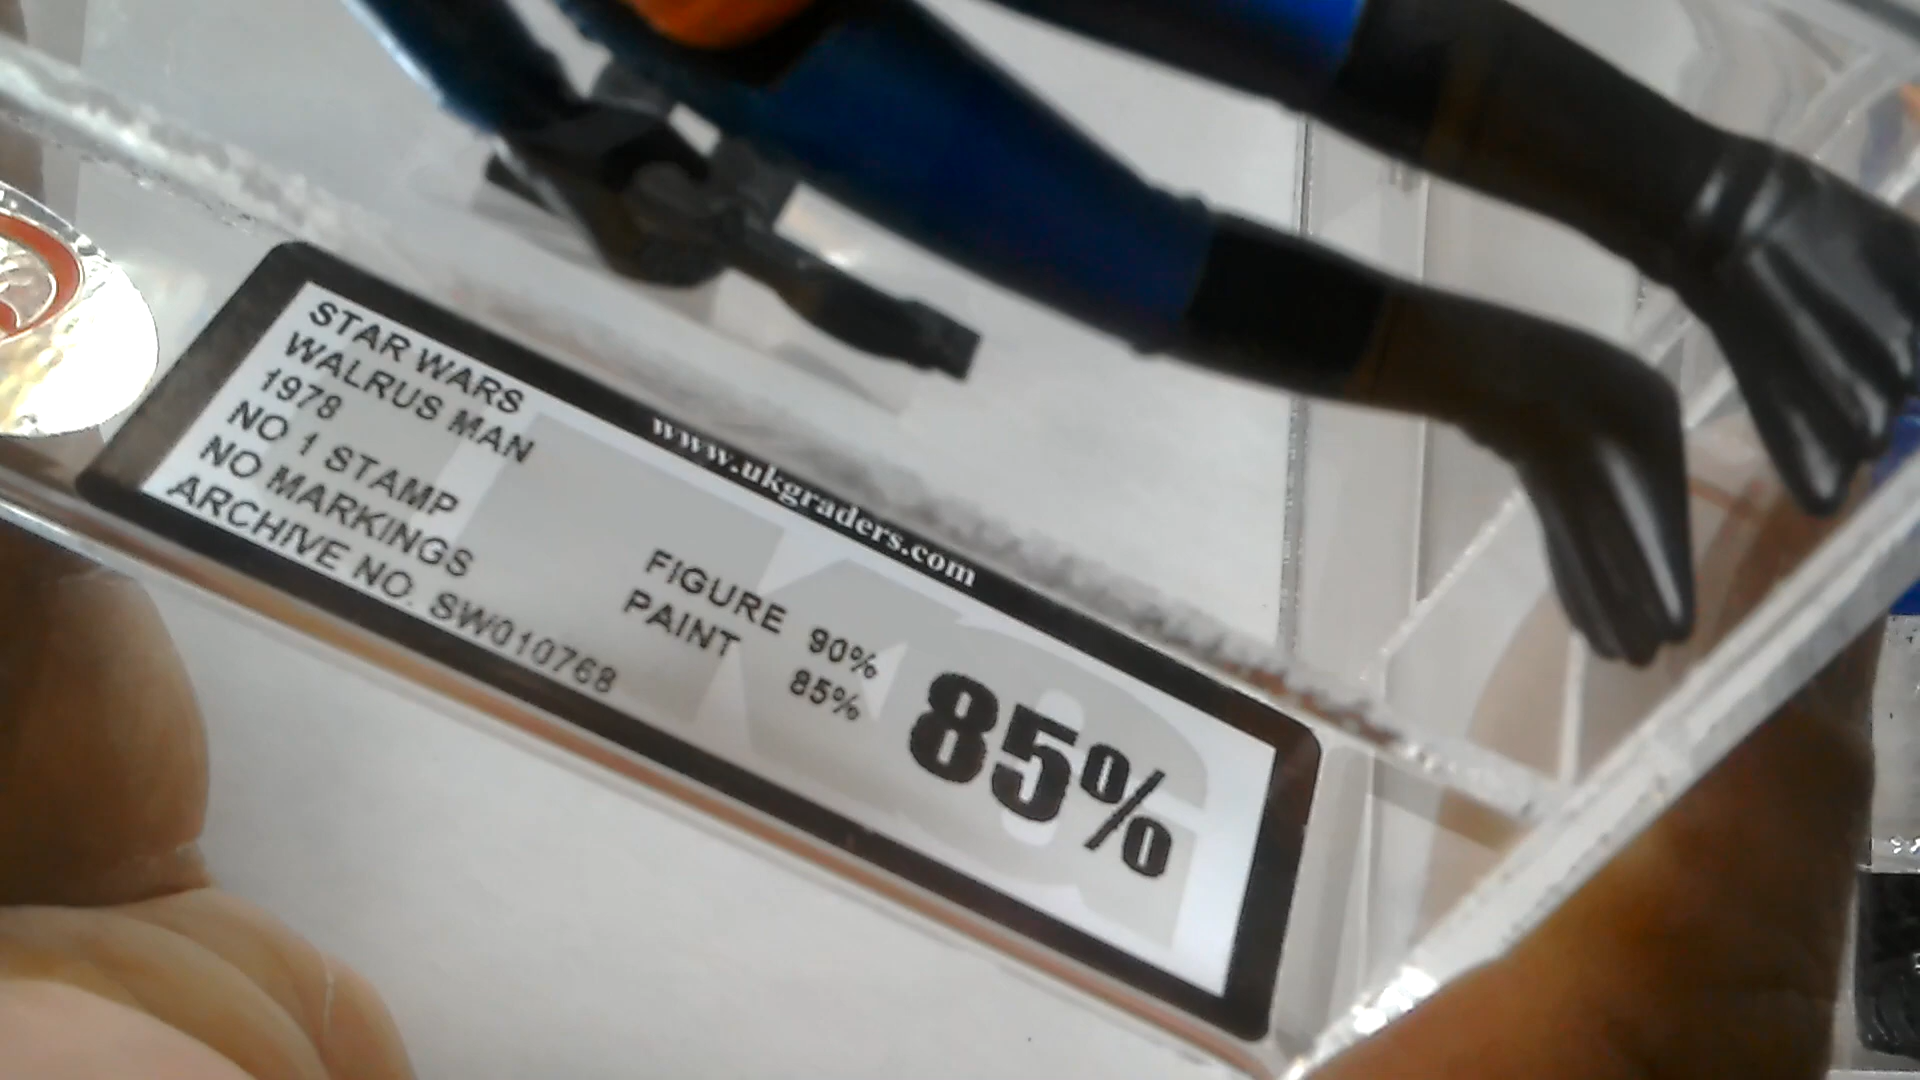 STAR WARS
WALRUS MAN
1978
NO 1 STAMP
NO MARKINGS
ARCHIVE NO. SW010768
www.ukgraders.com
FIGURE 90%
PAINT 85%
85%